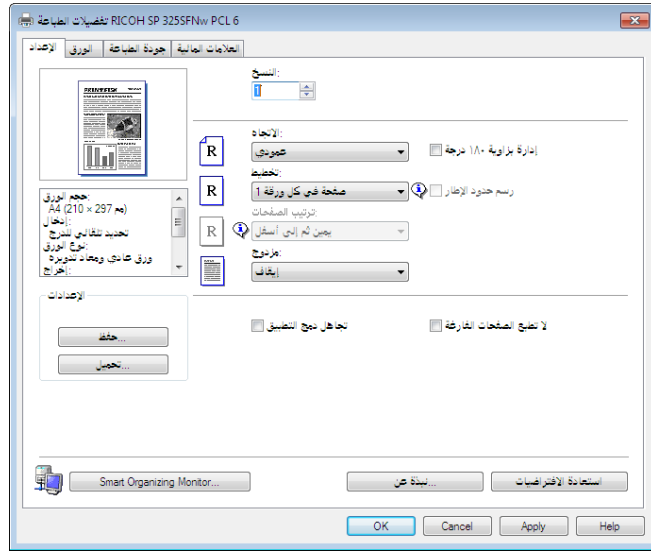 RICOH SP 325SFNw PCL 6 تفضيلات الطباعة
الإعداد
الورق
جودة الطباعة
العلامات المائية
النسخ:
1
الاتجاه:
عمودي
إدارة بزاوية ١٨٠ درجة
تخطيط:
1 صفحة في كل ورقة
رسم حدود الإطار
ترتيب الصفحات:
يمين ثم إلى أسفل
مزدوج:
إيقاف
R
R
R
حجم الورق:
A4 (210 × 297 مم)
إدخال:
تحديد تلقائي للدرج
نوع الورق:
ورق عادي ومعاد تدويره
إخراج:
الإعدادات
حفظ...
تحميل...
تجاهل دمج التطبيق
لا تطبع الصفحات الفارغة
Smart Organizing Monitor...
نبذة عن...
استعادة الافتراضيات
OK
Cancel
Apply
Help